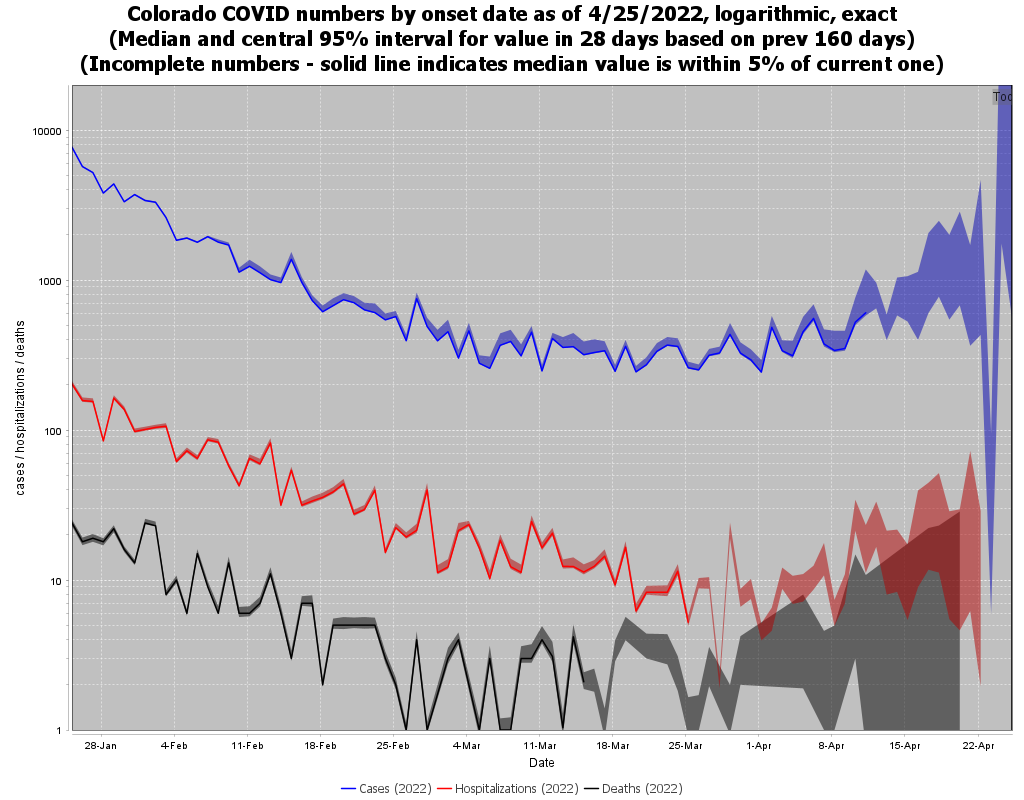 Colorado COVID numbers by onset date as of 4/25/2022, logarithmic, exact
(Median and central 95% interval for value in 28 days based on prev 160 days)
(Incomplete numbers - solid line indicates median value is within 5% of current one)
10000
1000
100
10
1
cases / hospitalizations / deaths
28-Jan 4-Feb 11-Feb 18-Feb 25-Feb 4-Mar 11-Mar 18-Mar 25-Mar 1-Apr 8-Apr 15-Apr 22-Apr
Date
Cases (2022) Hospitalizations (2022) Deaths (2022)